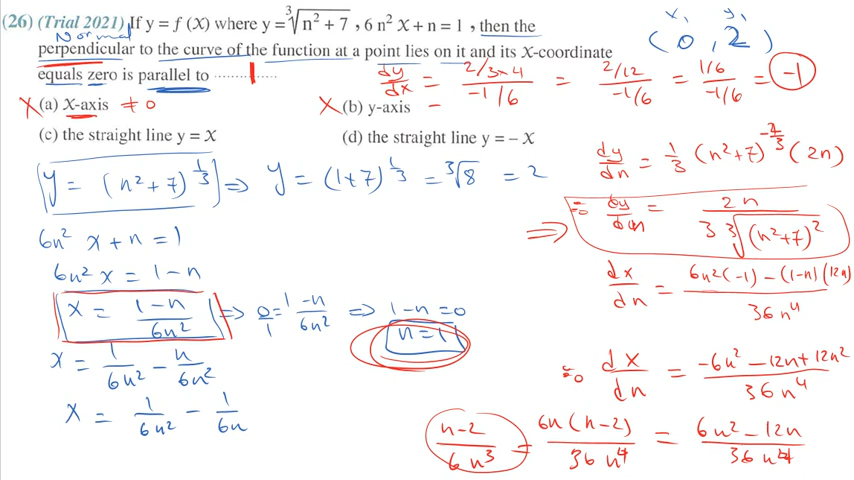 (26) (Trial 2021) If y = f (X) where y = ∛(n² + 7) , 6 n² X + n = 1 , then the
Normal
perpendicular to the curve of the function at a point lies on it and its X-coordinate
equals zero is parallel to ................
x₁ y₁
(0 , 2)
dy/dx = (2/3×4)/(-1/6) = (2/12)/(-1/6) = (1/6)/(-1/6) = -1
X (a) X-axis ≠ 0
X (b) y-axis -
(c) the straight line y = X
(d) the straight line y = – X
y = (n²+7)^(1/3) => y = (1+7)^(1/3) = ∛8 = 2
6n² x + n = 1
6n² x = 1 - n
x = (1-n)/(6n²) => 0/1 = (1-n)/(6n²) => 1-n=0
n=1
x = 1/(6n²) - n/(6n²)
x = 1/(6n²) - 1/(6n)
dy/dn = 1/3 (n²+7)^(-2/3) (2n)
=> ∴ dy/dn = 2n/(3 ∛(n²+7)²)
dx/dn = (6n²(-1) - (1-n)(12n))/(36n⁴)
∴ dx/dn = (-6n² - 12n + 12n²)/(36n⁴)
(n-2)/(6n³) = 6n(n-2)/(36n⁴) = (6n² - 12n)/(36n⁴)